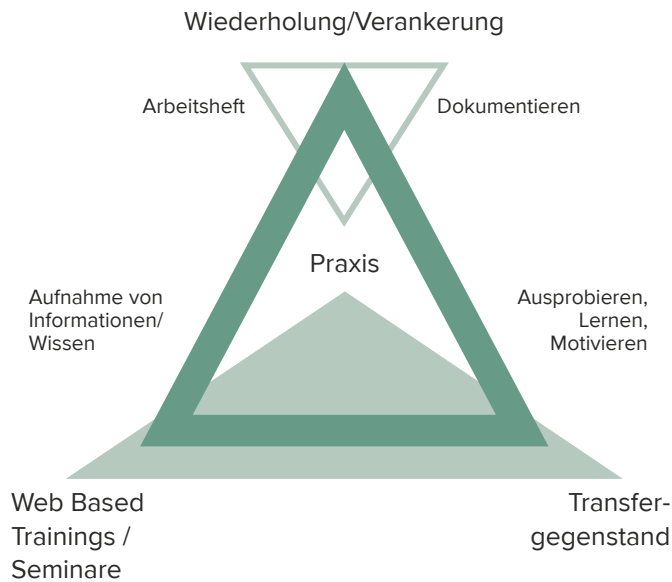 Wiederholung/Verankerung
Arbeitsheft
Dokumentieren
Praxis
Aufnahme von
Informationen/
Wissen
Ausprobieren,
Lernen,
Motivieren
Web Based
Trainings /
Seminare
Transfer-
gegenstand